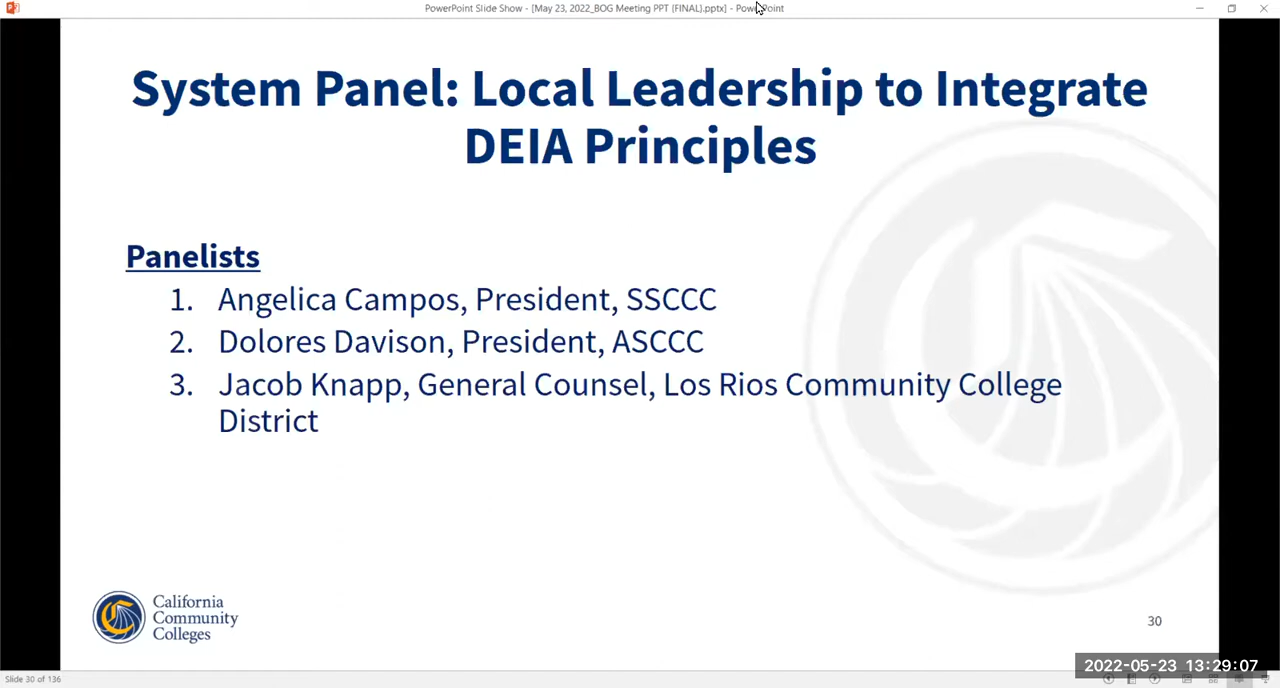 PowerPoint Slide Show - [May 23, 2022_BOG Meeting PPT (FINAL).pptx] - PowerPoint
System Panel: Local Leadership to Integrate
DEIA Principles
Panelists
1. Angelica Campos, President, SSCCC
2. Dolores Davison, President, ASCCC
3. Jacob Knapp, General Counsel, Los Rios Community College
District
California
Community
Colleges
30
2022-05-23 13:29:07
Slide 30 of 136